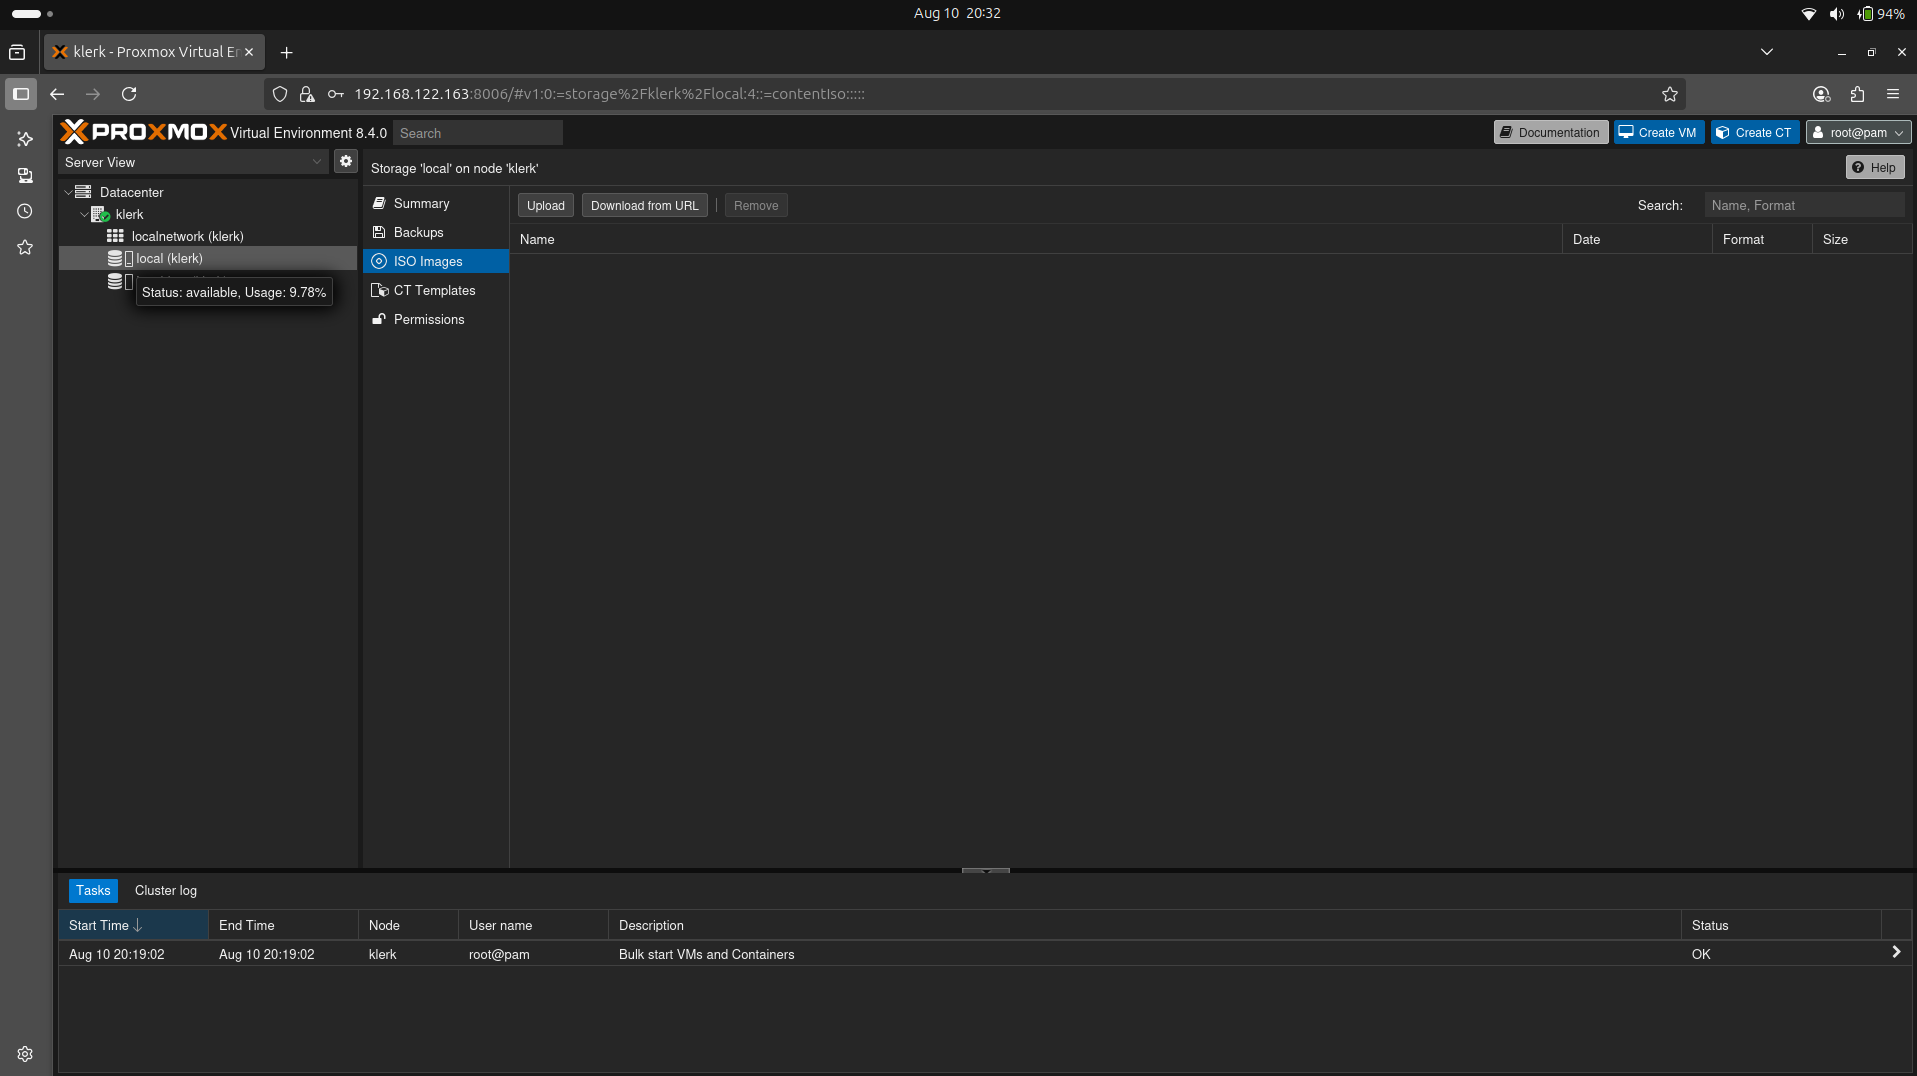 Aug 10 20:32
94%
klerk - Proxmox Virtual En
192.168.122.163:8006/#v1:0:=storage%2Fklerk%2Flocal:4::=contentIso:::::
PROXMOX Virtual Environment 8.4.0
Search
Documentation
Create VM
Create CT
root@pam
Server View
Storage 'local' on node 'klerk'
Help
Datacenter
klerk
localnetwork (klerk)
local (klerk)
Status: available, Usage: 9.78%
Summary
Backups
ISO Images
CT Templates
Permissions
Upload
Download from URL
Remove
Search:
Name, Format
Name
Date
Format
Size
Tasks
Cluster log
Start Time
End Time
Node
User name
Description
Status
Aug 10 20:19:02
Aug 10 20:19:02
klerk
root@pam
Bulk start VMs and Containers
OK